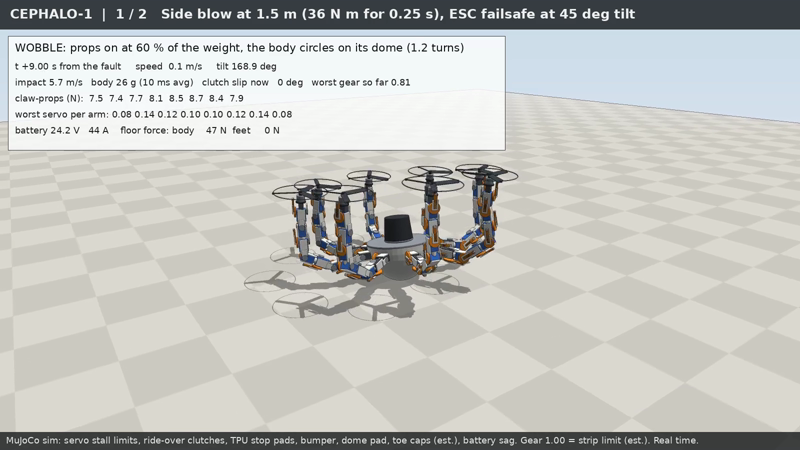 CEPHALO-1 | 1 / 2 Side blow at 1.5 m (36 N m for 0.25 s), ESC failsafe at 45 deg tilt
WOBBLE: props on at 60 % of the weight, the body circles on its dome (1.2 turns)
t +9.00 s from the fault speed 0.1 m/s tilt 168.9 deg
impact 5.7 m/s body 26 g (10 ms avg) clutch slip now 0 deg worst gear so far 0.81
claw-props (N): 7.5 7.4 7.7 8.1 8.5 8.7 8.4 7.9
worst servo per arm: 0.08 0.14 0.12 0.10 0.10 0.12 0.14 0.08
battery 24.2 V 44 A floor force: body 47 N feet 0 N
MuJoCo sim: servo stall limits, ride-over clutches, TPU stop pads, bumper, dome pad, toe caps (est.), battery sag. Gear 1.00 = strip limit (est.). Real time.